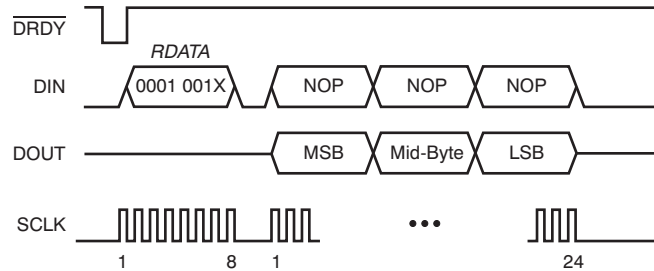 DRDY
RDATA
DIN 0001 001X NOP NOP NOP
DOUT MSB Mid-Byte LSB
SCLK •••
1 8 1 24